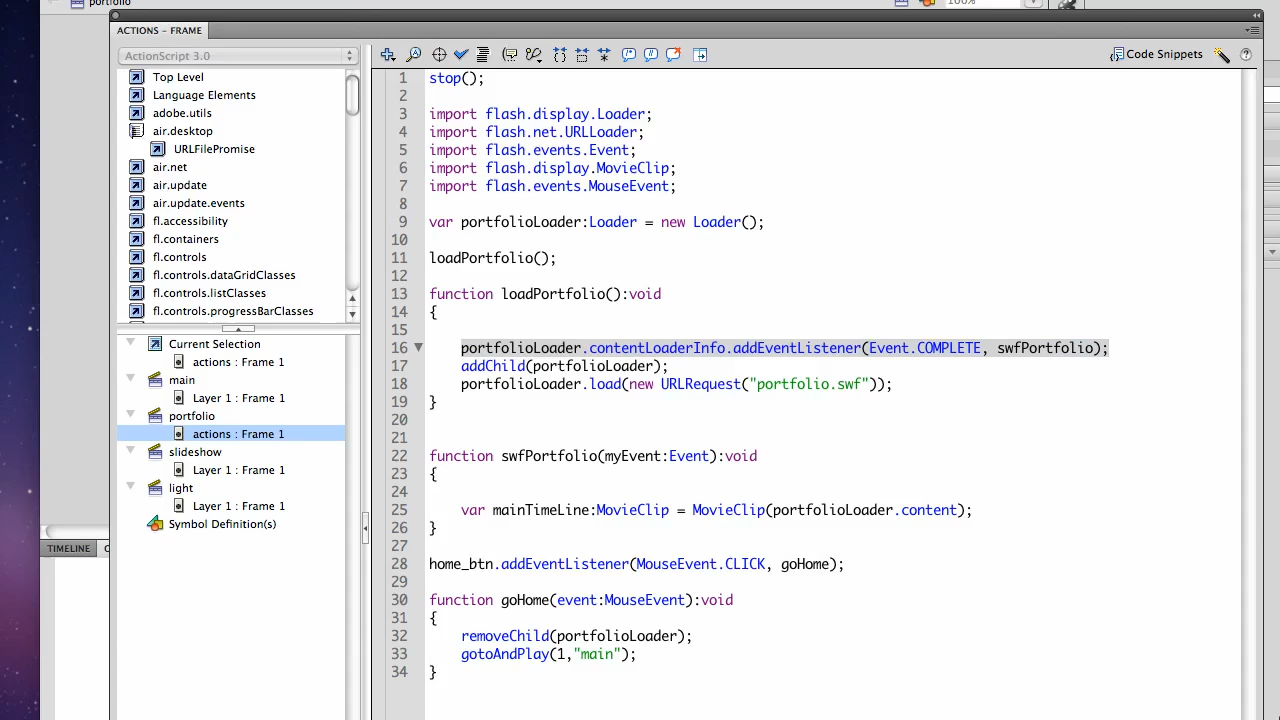 portfolio
100%
ACTIONS – FRAME
ActionScript 3.0
Code Snippets
Top Level
Language Elements
adobe.utils
air.desktop
URLFilePromise
air.net
air.update
air.update.events
fl.accessibility
fl.containers
fl.controls
fl.controls.dataGridClasses
fl.controls.listClasses
fl.controls.progressBarClasses
Current Selection
actions : Frame 1
main
Layer 1 : Frame 1
portfolio
actions : Frame 1
slideshow
Layer 1 : Frame 1
light
Layer 1 : Frame 1
Symbol Definition(s)
TIMELINE
1 stop();
2
3 import flash.display.Loader;
4 import flash.net.URLLoader;
5 import flash.events.Event;
6 import flash.display.MovieClip;
7 import flash.events.MouseEvent;
8
9 var portfolioLoader:Loader = new Loader();
10
11 loadPortfolio();
12
13 function loadPortfolio():void
14 {
15
16 portfolioLoader.contentLoaderInfo.addEventListener(Event.COMPLETE, swfPortfolio);
17 addChild(portfolioLoader);
18 portfolioLoader.load(new URLRequest("portfolio.swf"));
19 }
20
21
22 function swfPortfolio(myEvent:Event):void
23 {
24
25 var mainTimeLine:MovieClip = MovieClip(portfolioLoader.content);
26 }
27
28 home_btn.addEventListener(MouseEvent.CLICK, goHome);
29
30 function goHome(event:MouseEvent):void
31 {
32 removeChild(portfolioLoader);
33 gotoAndPlay(1,"main");
34 }